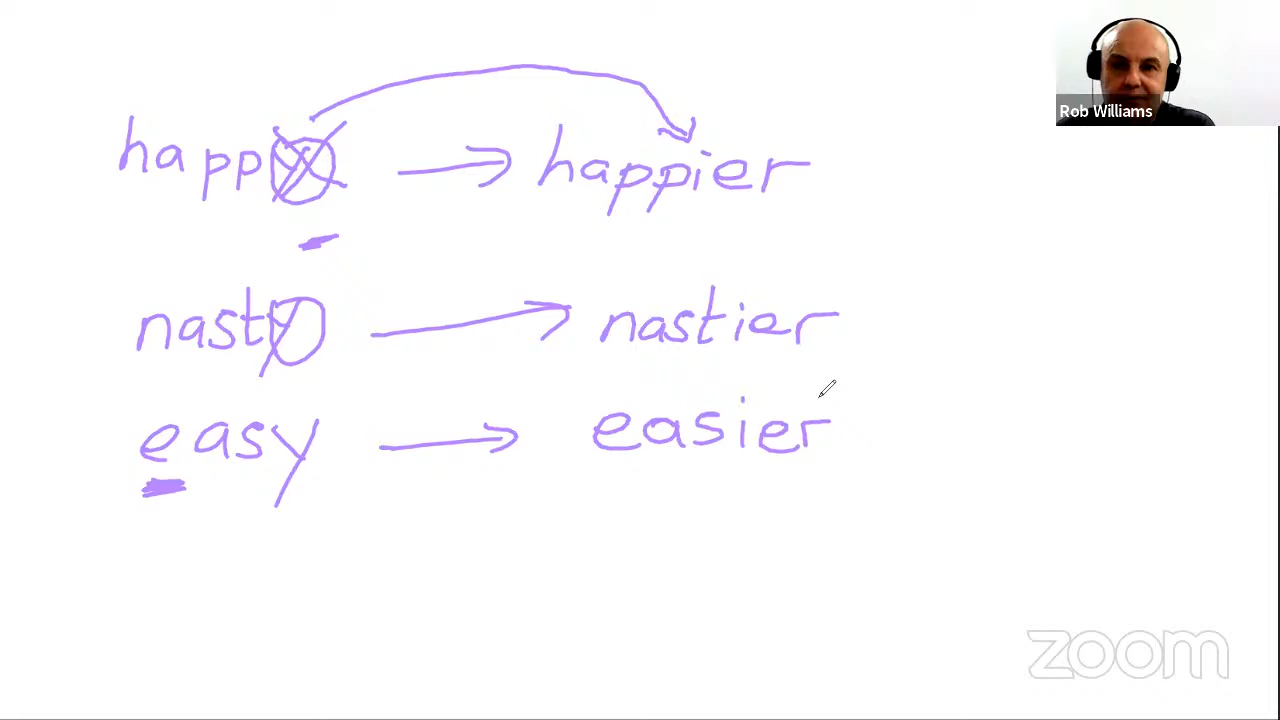 Rob Williams
happy → happier
nasty → nastier
easy → easier
zoom